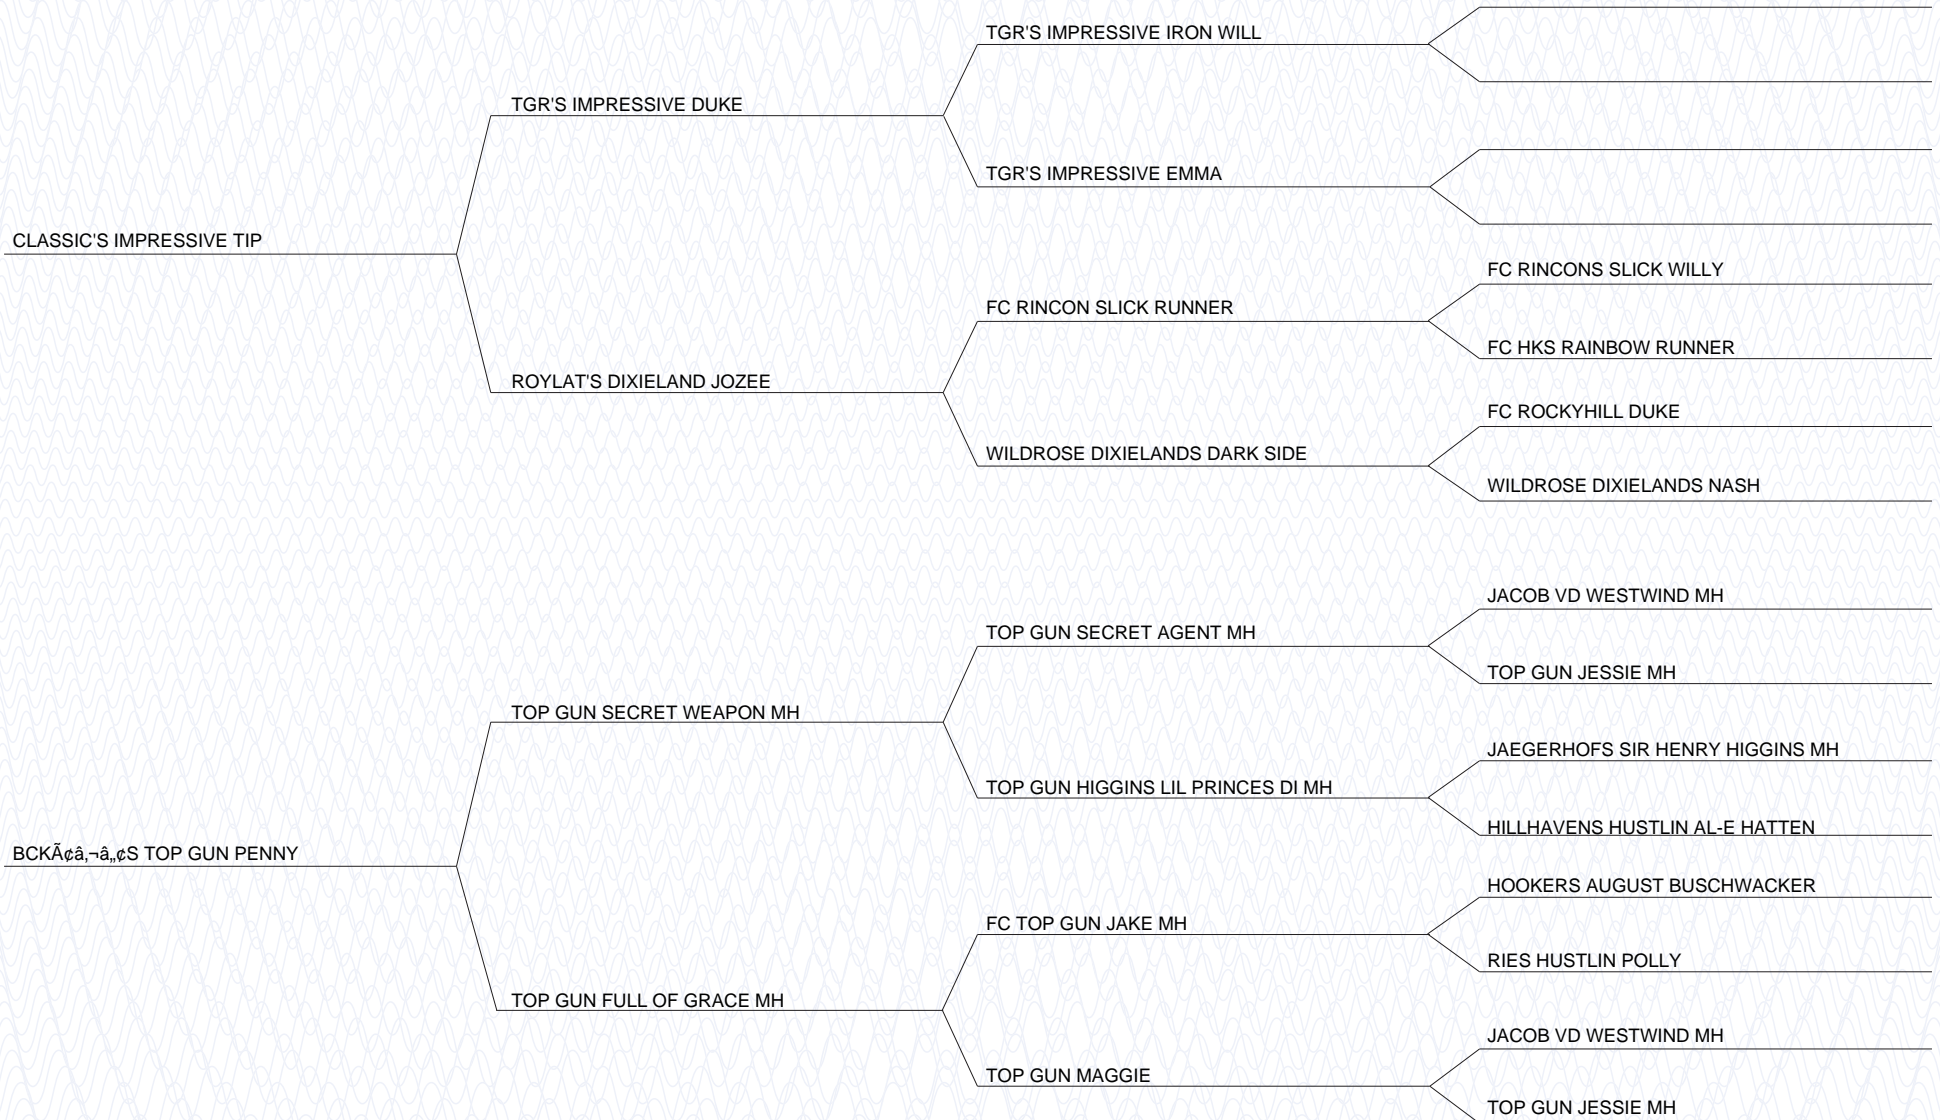 TGR'S IMPRESSIVE IRON WILL
TGR'S IMPRESSIVE DUKE
TGR'S IMPRESSIVE EMMA
CLASSIC'S IMPRESSIVE TIP
FC RINCONS SLICK WILLY
FC RINCON SLICK RUNNER
FC HKS RAINBOW RUNNER
ROYLAT'S DIXIELAND JOZEE
FC ROCKYHILL DUKE
WILDROSE DIXIELANDS DARK SIDE
WILDROSE DIXIELANDS NASH
JACOB VD WESTWIND MH
TOP GUN SECRET AGENT MH
TOP GUN JESSIE MH
TOP GUN SECRET WEAPON MH
JAEGERHOFS SIR HENRY HIGGINS MH
TOP GUN HIGGINS LIL PRINCES DI MH
HILLHAVENS HUSTLIN AL-E HATTEN
BCKÃ¢â‚¬â„¢S TOP GUN PENNY
HOOKERS AUGUST BUSCHWACKER
FC TOP GUN JAKE MH
RIES HUSTLIN POLLY
TOP GUN FULL OF GRACE MH
JACOB VD WESTWIND MH
TOP GUN MAGGIE
TOP GUN JESSIE MH